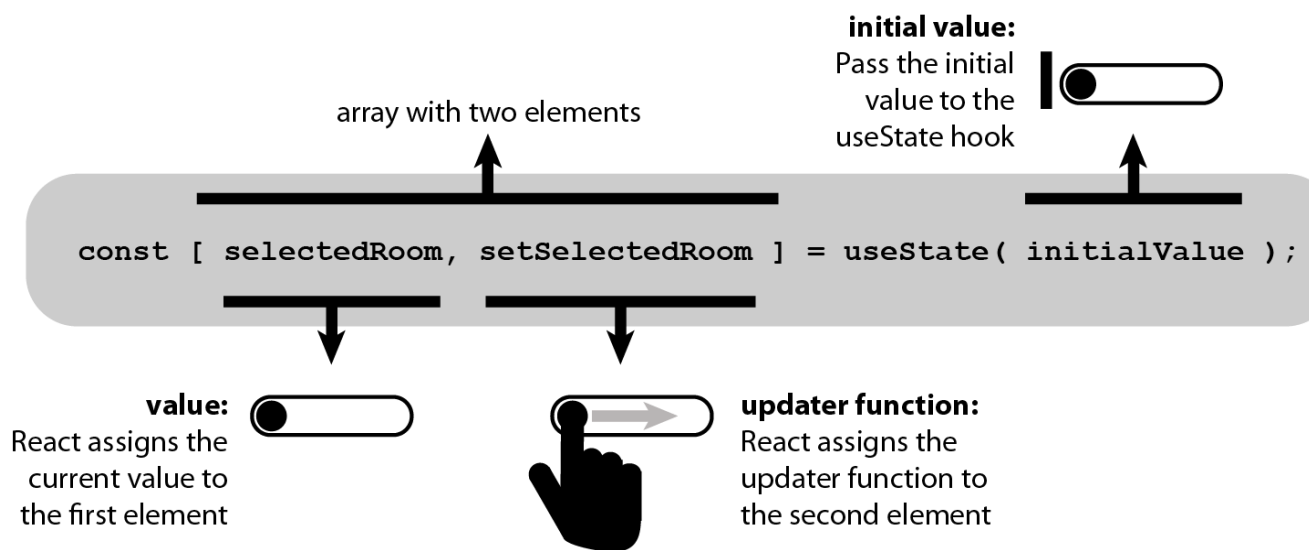 initial value:
Pass the initial
value to the
useState hook
array with two elements
const [ selectedRoom, setSelectedRoom ] = useState( initialValue );
value:
React assigns the
current value to
the first element
updater function:
React assigns the
updater function to
the second element